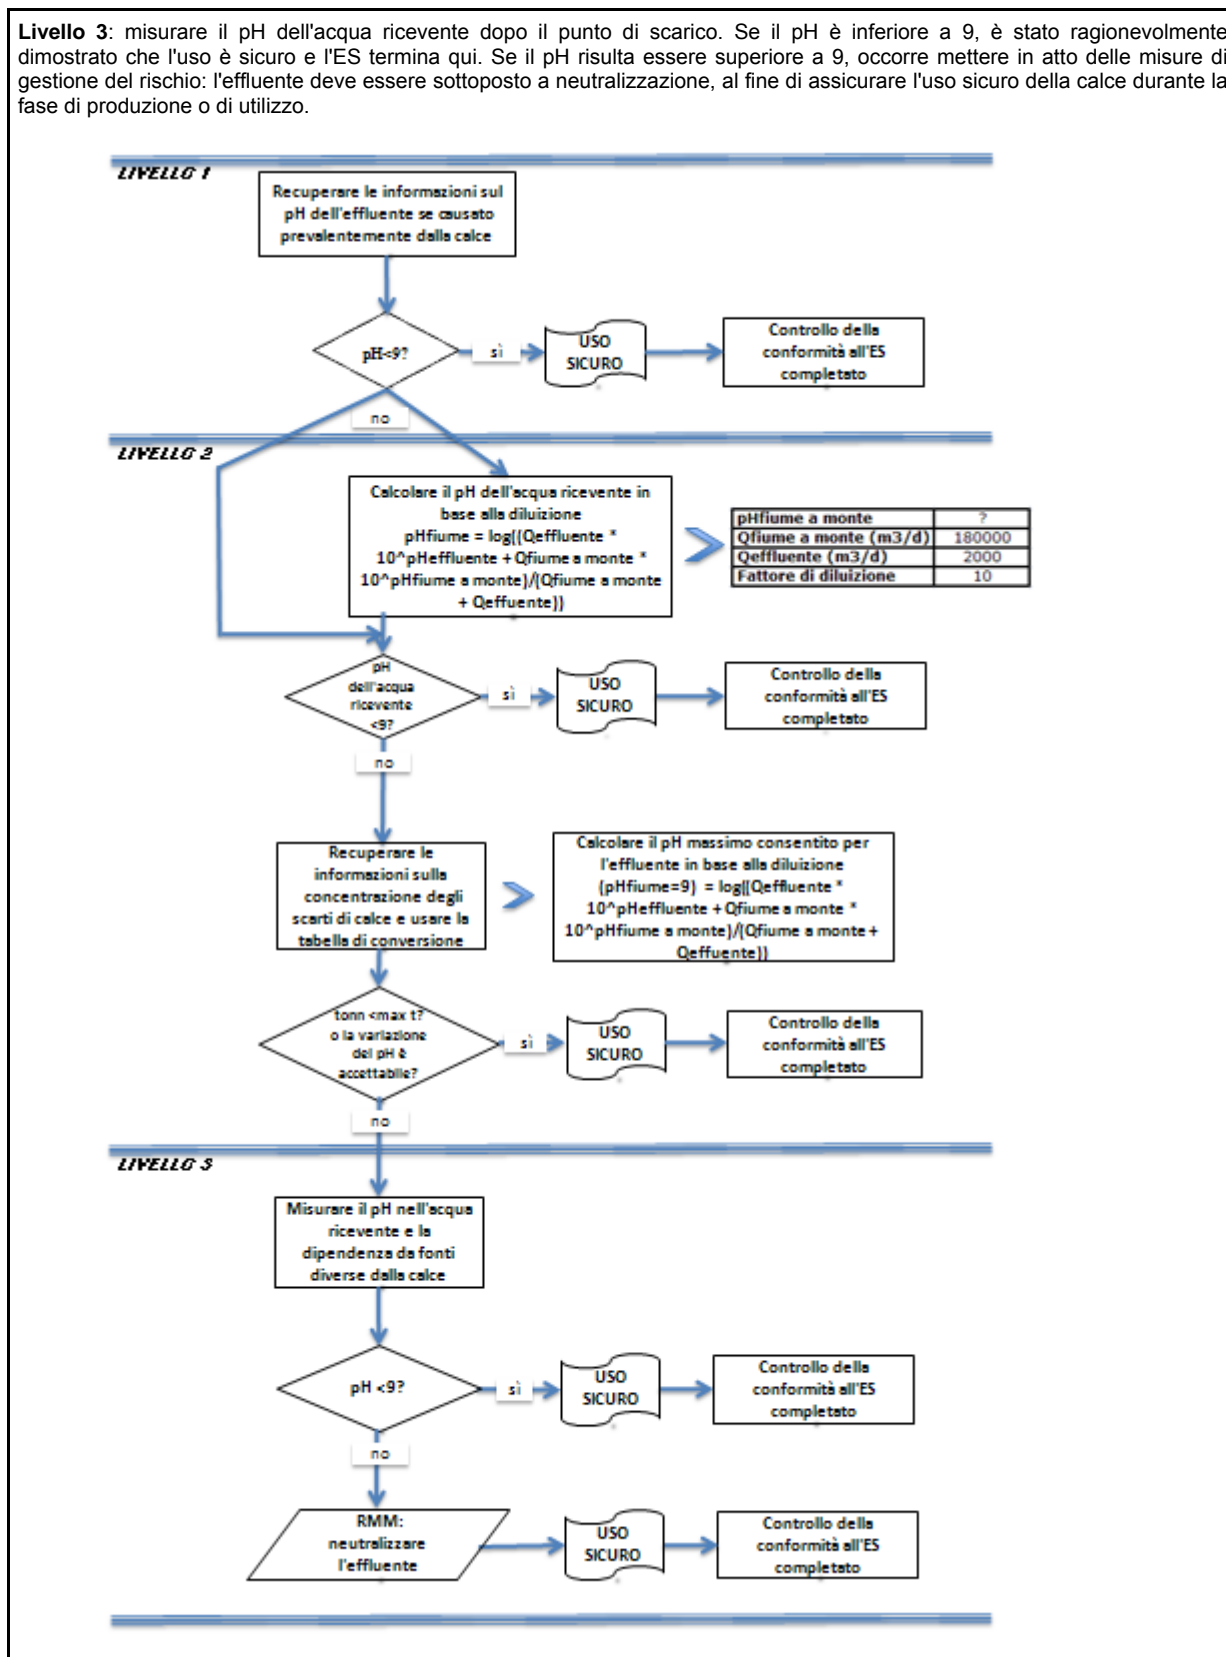 Livello 3: misurare il pH dell'acqua ricevente dopo il punto di scarico. Se il pH è inferiore a 9, è stato ragionevolmente
dimostrato che l'uso è sicuro e l'ES termina qui. Se il pH risulta essere superiore a 9, occorre mettere in atto delle misure di
gestione del rischio: l'effluente deve essere sottoposto a neutralizzazione, al fine di assicurare l'uso sicuro della calce durante la
fase di produzione o di utilizzo.
LIVELLO 1
Recuperare le informazioni sul
pH dell'effluente se causato
prevalentemente dalla calce
pH<9?
sì
USO
SICURO
Controllo della
conformità all'ES
completato
no
LIVELLO 2
Calcolare il pH dell'acqua ricevente in
base alla diluizione
pHfiume = log((Qeffluente *
10^pHeffluente + Qfiume a monte *
10^pHfiume a monte)/(Qfiume a monte
+ Qeffuente))
pHfiume a monte ?
Qfiume a monte (m3/d) 180000
Qeffluente (m3/d) 2000
Fattore di diluizione 10
pH
dell'acqua
ricevente
<9?
sì
USO
SICURO
Controllo della
conformità all'ES
completato
no
Recuperare le
informazioni sulla
concentrazione degli
scarti di calce e usare la
tabella di conversione
Calcolare il pH massimo consentito per
l'effluente in base alla diluizione
(pHfiume=9) = log((Qeffluente *
10^pHeffluente + Qfiume a monte *
10^pHfiume a monte)/(Qfiume a monte +
Qeffuente))
tonn <max t?
o la variazione
del pH è
accettabile?
sì
USO
SICURO
Controllo della
conformità all'ES
completato
no
LIVELLO 3
Misurare il pH nell'acqua
ricevente e la
dipendenza da fonti
diverse dalla calce
pH <9?
sì
USO
SICURO
Controllo della
conformità all'ES
completato
no
RMM:
neutralizzare
l'effluente
USO
SICURO
Controllo della
conformità all'ES
completato